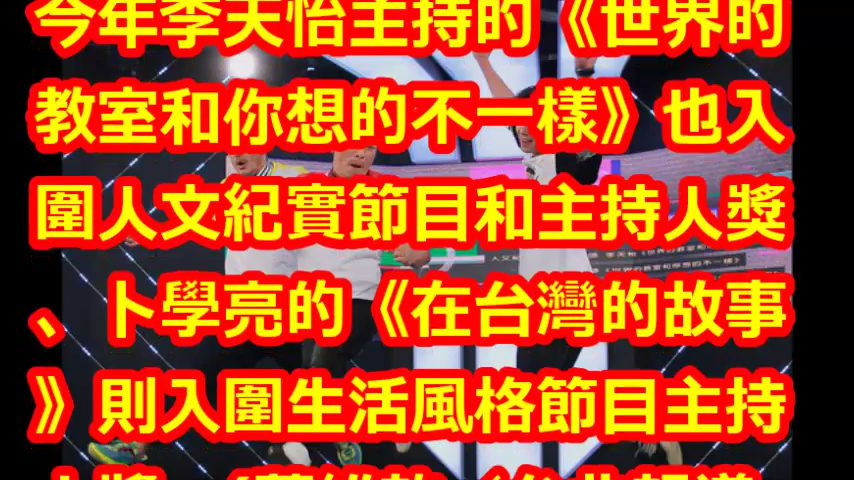 今年李天怡主持的《世界的
教室和你想的不一樣》也入
圍人文紀實節目和主持人獎
、卜學亮的《在台灣的故事
》則入圍生活風格節目主持